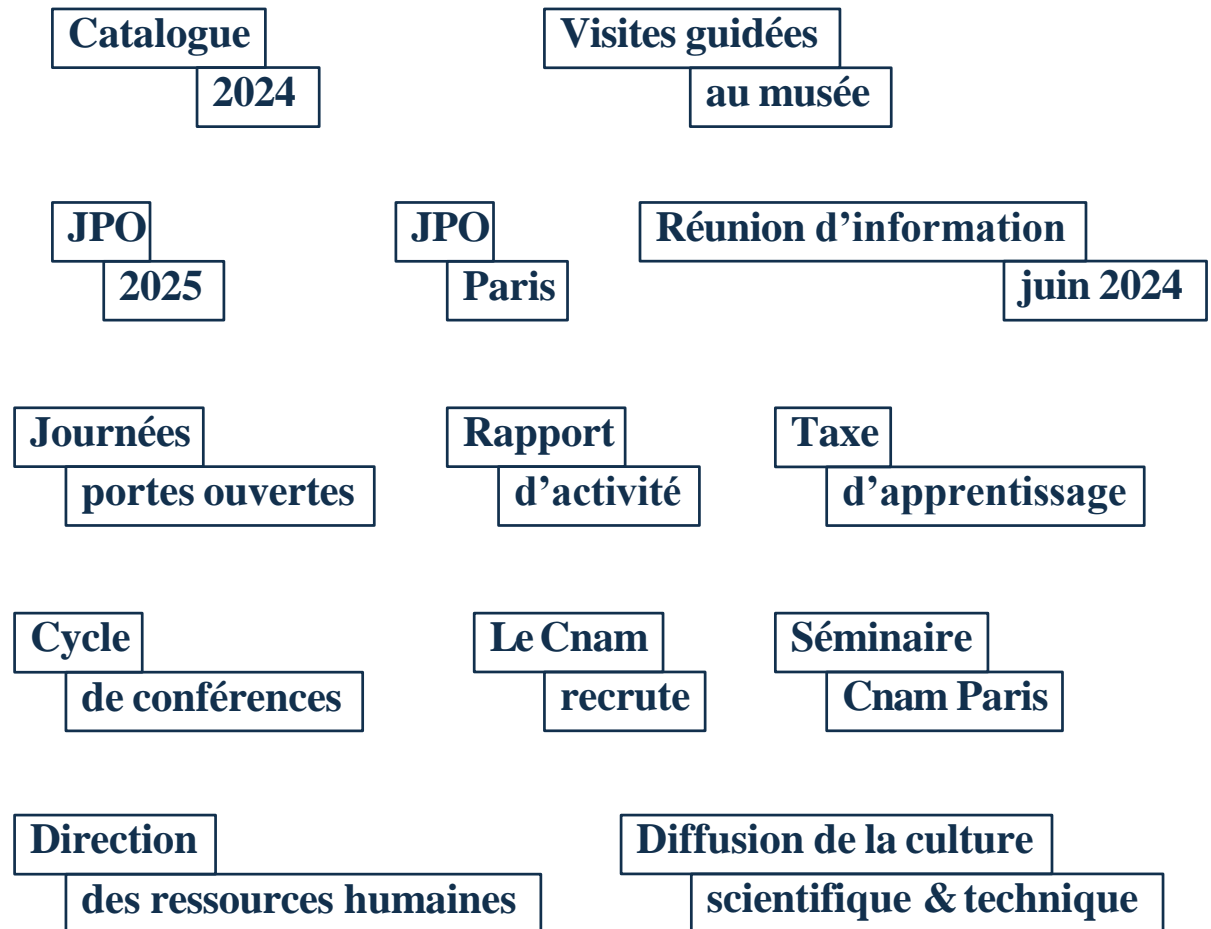 Catalogue
2024
Visites guidées
au musée
JPO
2025
JPO
Paris
Réunion d’information
juin 2024
Journées
portes ouvertes
Rapport
d’activité
Taxe
d’apprentissage
Cycle
de conférences
Le Cnam
recrute
Séminaire
Cnam Paris
Direction
des ressources humaines
Diffusion de la culture
scientifique & technique